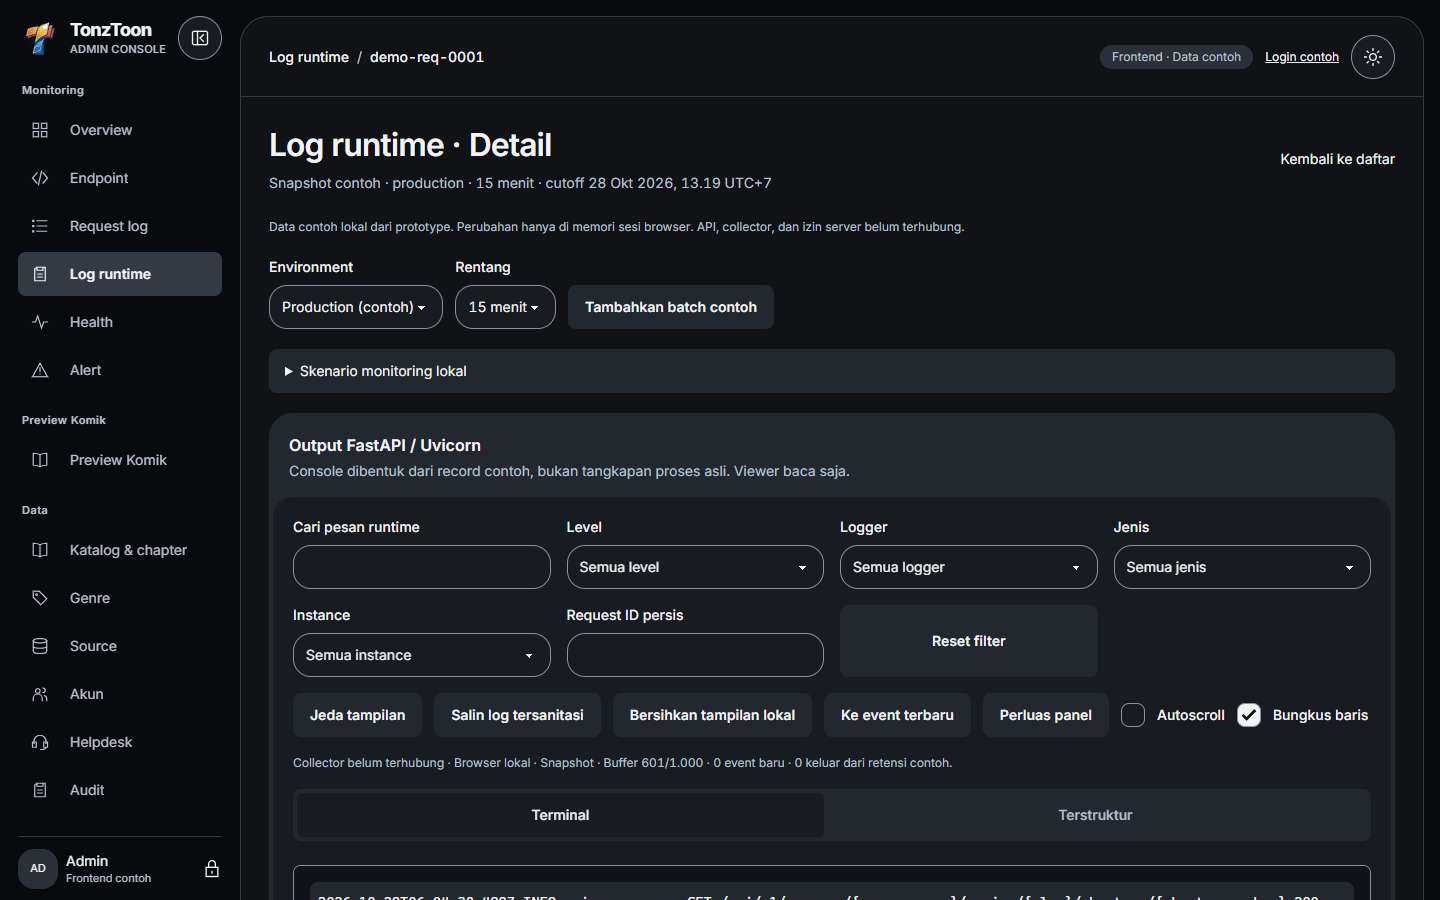 TonzToon
ADMIN CONSOLE
Monitoring
Overview
Endpoint
Request log
Log runtime
Health
Alert
Preview Komik
Preview Komik
Data
Katalog & chapter
Genre
Source
Akun
Helpdesk
Audit
AD
Admin
Frontend contoh
Log runtime / demo-req-0001
Frontend · Data contoh
Login contoh
Log runtime · Detail
Kembali ke daftar
Snapshot contoh · production · 15 menit · cutoff 28 Okt 2026, 13.19 UTC+7
Data contoh lokal dari prototype. Perubahan hanya di memori sesi browser. API, collector, dan izin server belum terhubung.
Environment
Rentang
Production (contoh)
15 menit
Tambahkan batch contoh
Skenario monitoring lokal
Output FastAPI / Uvicorn
Console dibentuk dari record contoh, bukan tangkapan proses asli. Viewer baca saja.
Cari pesan runtime
Level
Logger
Jenis
Semua level
Semua logger
Semua jenis
Instance
Request ID persis
Semua instance
Reset filter
Jeda tampilan
Salin log tersanitasi
Bersihkan tampilan lokal
Ke event terbaru
Perluas panel
Autoscroll
Bungkus baris
Collector belum terhubung · Browser lokal · Snapshot · Buffer 601/1.000 · 0 event baru · 0 keluar dari retensi contoh.
Terminal
Terstruktur